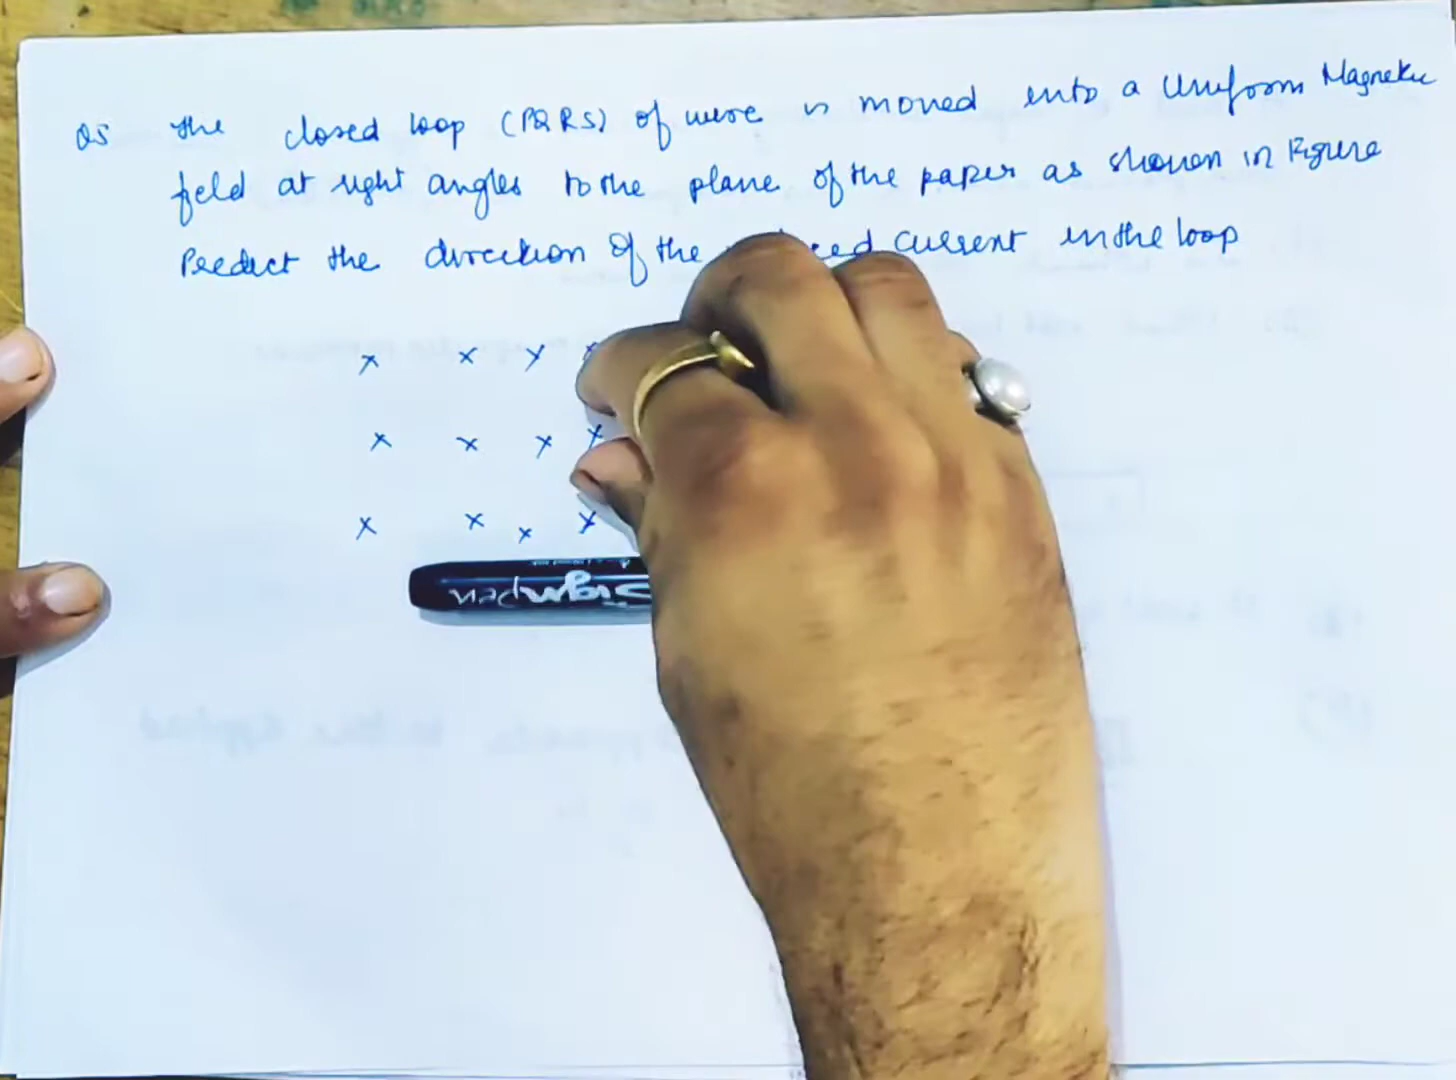 Q5 The closed loop (PQRS) of wire is moved into a Uniform Magnetic
field at right angles to the plane of the paper as shown in Figure
Predict the direction of the current in the loop
x x x x
x x x x
x x x x
Signpen